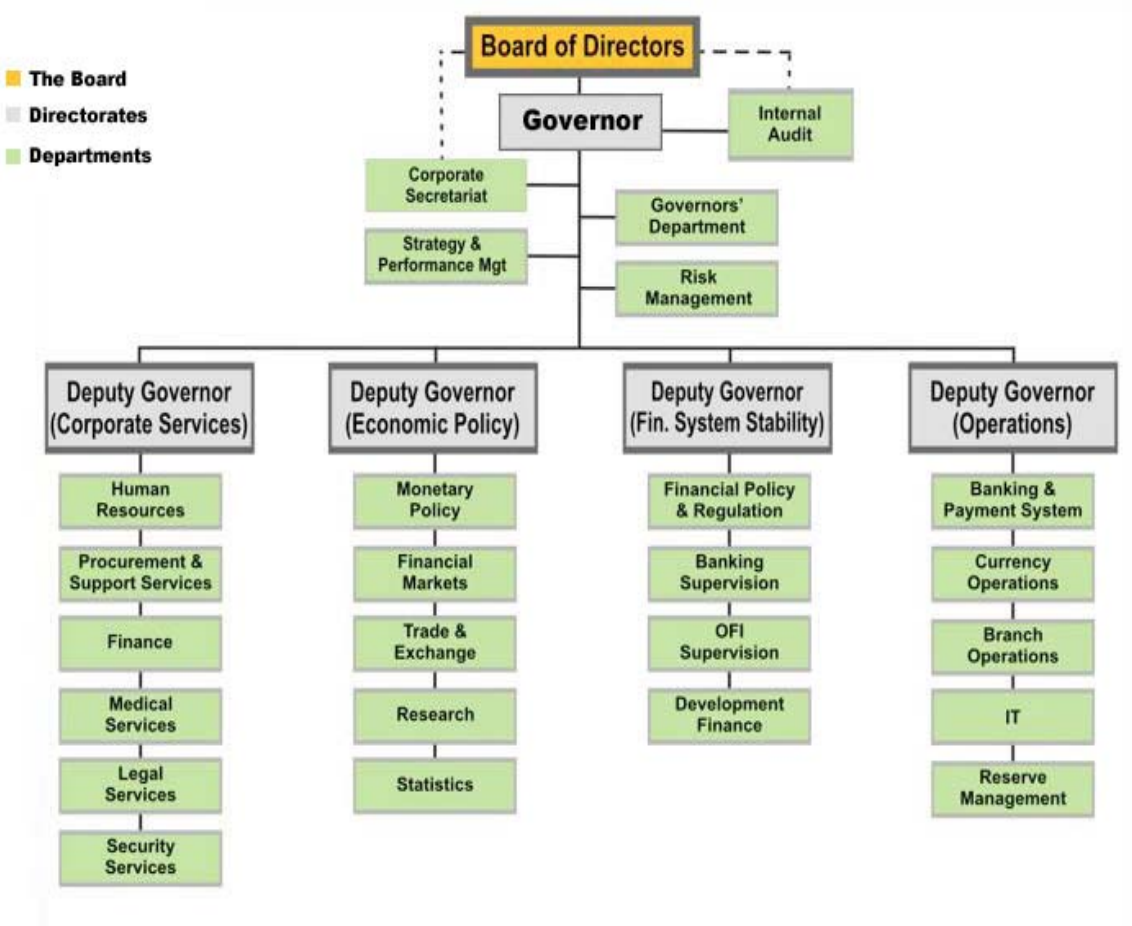 Board of Directors
The Board
Directorates
Departments
Governor
Internal
Audit
Corporate
Secretariat
Governors'
Department
Strategy &
Performance Mgt
Risk
Management
Deputy Governor
(Corporate Services)
Deputy Governor
(Economic Policy)
Deputy Governor
(Fin. System Stability)
Deputy Governor
(Operations)
Human
Resources
Procurement &
Support Services
Finance
Medical
Services
Legal
Services
Security
Services
Monetary
Policy
Financial
Markets
Trade &
Exchange
Research
Statistics
Financial Policy
& Regulation
Banking
Supervision
OFI
Supervision
Development
Finance
Banking &
Payment System
Currency
Operations
Branch
Operations
IT
Reserve
Management